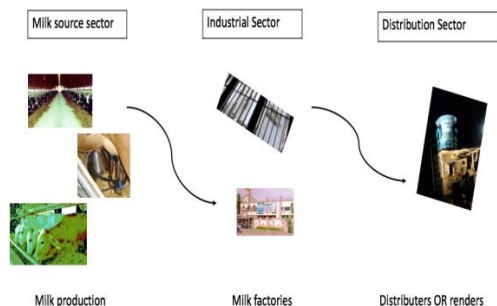 Milk source sector
Industrial Sector
Distribution Sector
Milk production
Milk factories
Distributers OR renders